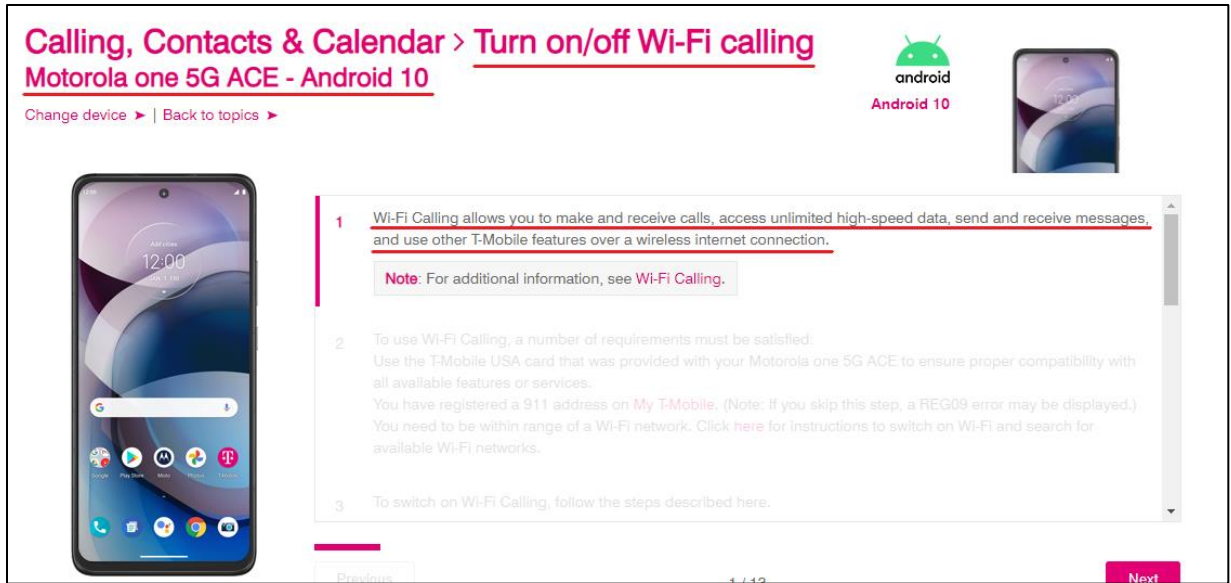 Calling, Contacts & Calendar > Turn on/off Wi-Fi calling
Motorola one 5G ACE - Android 10
Change device ➤ | Back to topics ➤
android
Android 10
12:00
1 Wi-Fi Calling allows you to make and receive calls, access unlimited high-speed data, send and receive messages,
and use other T-Mobile features over a wireless internet connection.
Note: For additional information, see Wi-Fi Calling.
2 To use Wi-Fi Calling, a number of requirements must be satisfied.
Use the T-Mobile USA card that was provided with your Motorola one 5G ACE to ensure proper compatibility with
all available features or services.
You have registered a 911 address on My T-Mobile. (Note: If you skip this step, a REG09 error may be displayed.)
You need to be within range of a Wi-Fi network. Click here for instructions to switch on Wi-Fi and search for
available Wi-Fi networks.
3 To switch on Wi-Fi Calling, follow the steps described here.
12:00
Google Play Store Moto Photos T-Mobile
Previous
1 / 13
Next